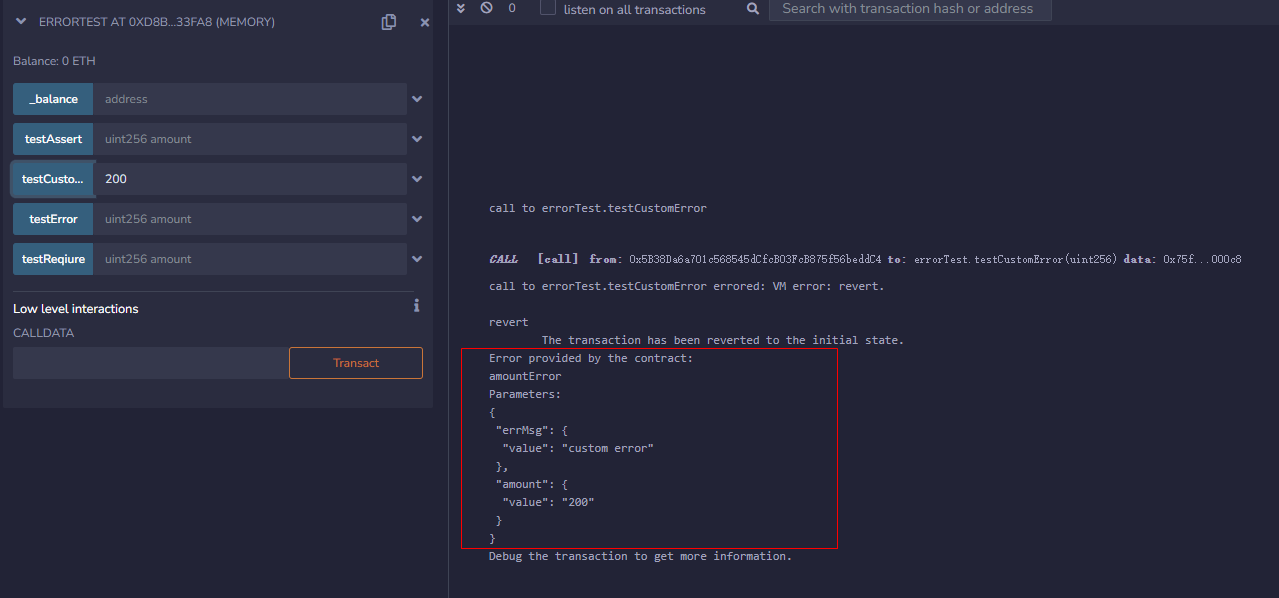 ERRORTEST AT 0XD8B...33FA8 (MEMORY)
Balance: 0 ETH
_balance address
testAssert uint256 amount
testCusto... 200
testError uint256 amount
testReqiure uint256 amount
Low level interactions
CALLDATA
Transact
0 listen on all transactions Search with transaction hash or address
call to errorTest.testCustomError
CALL [call] from: 0x5B38Da6a701c568545dCfcB03FcB875f56beddC4 to: errorTest.testCustomError(uint256) data: 0x75f...000c8
call to errorTest.testCustomError errored: VM error: revert.
revert
The transaction has been reverted to the initial state.
Error provided by the contract:
amountError
Parameters:
{
"errMsg": {
"value": "custom error"
},
"amount": {
"value": "200"
}
}
Debug the transaction to get more information.